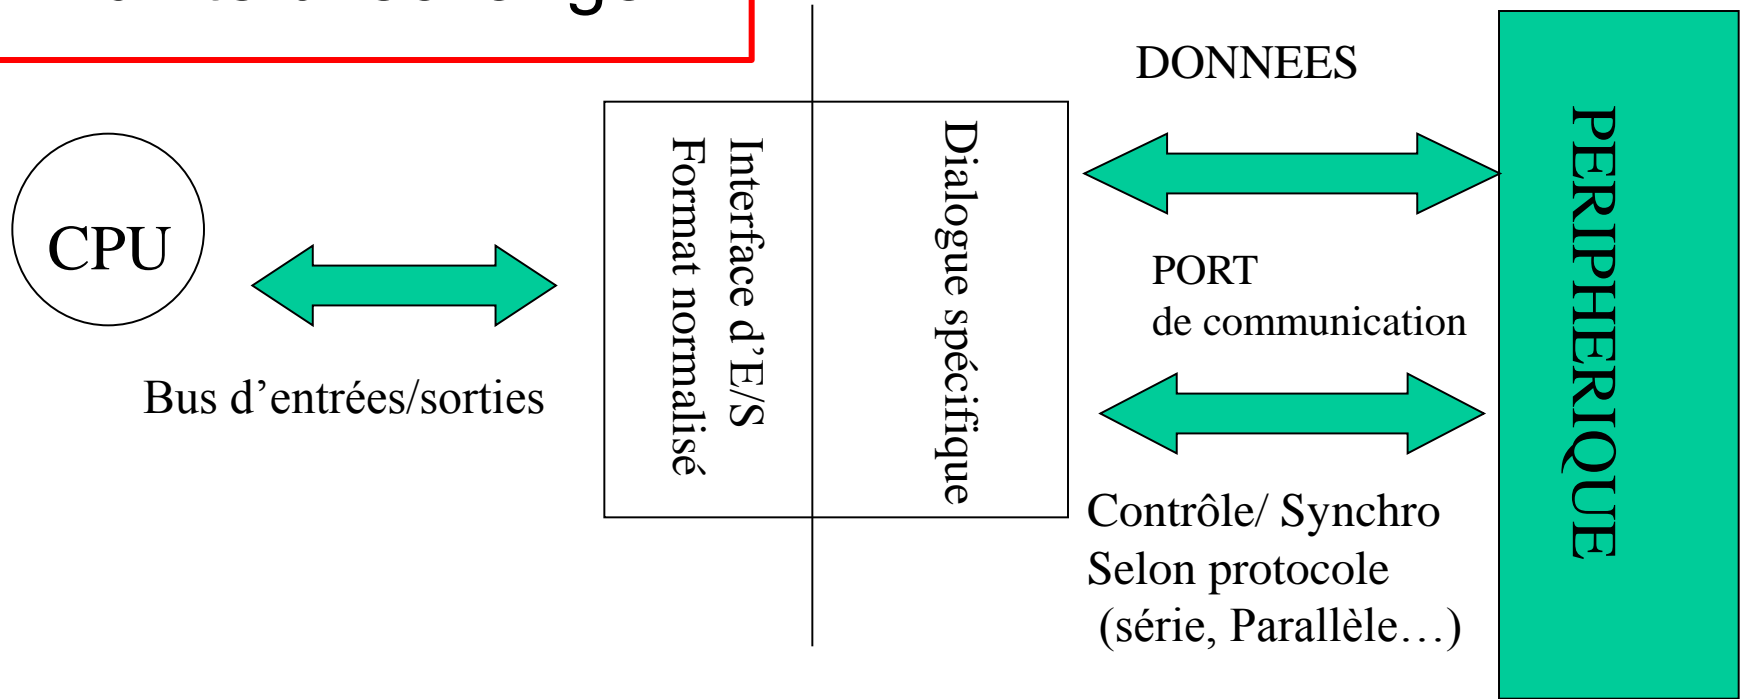 DONNEES
CPU
Bus d’entrées/sorties
Interface d’E/S
Format normalisé
Dialogue spécifique
PORT
de communication
Contrôle/ Synchro
Selon protocole
(série, Parallèle…)
PERIPHERIQUE